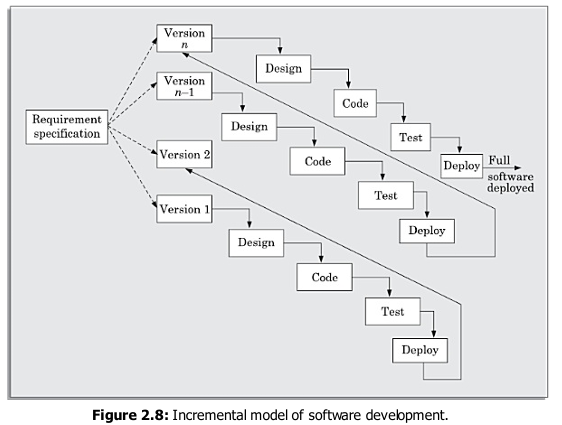 Version
n
Design
Version
n–1
Code
Requirement
specification
Design
Test
Version 2
Code
Deploy
Full
software
deployed
Test
Version 1
Deploy
Design
Code
Test
Deploy
Figure 2.8: Incremental model of software development.